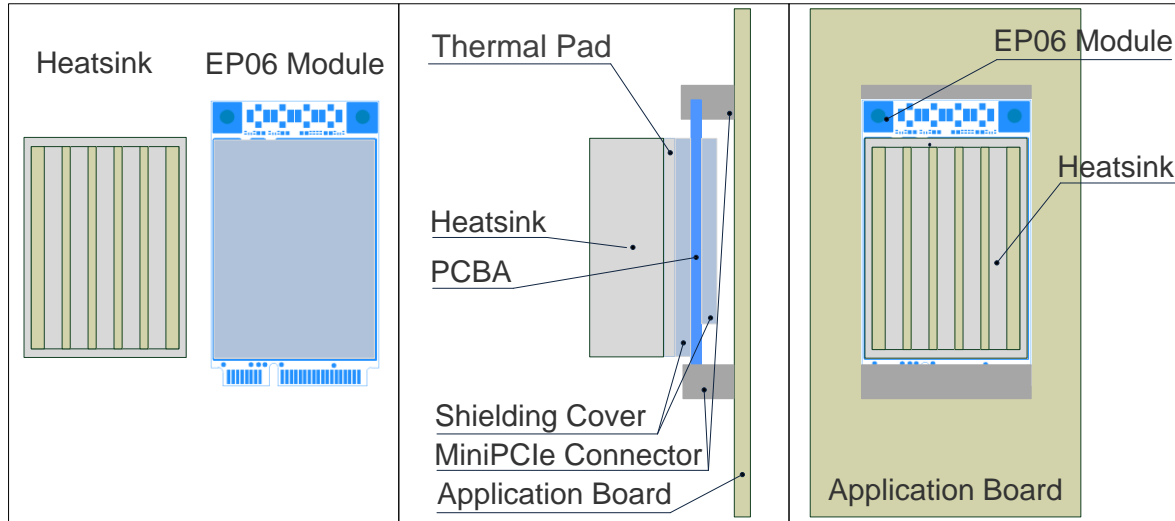 Heatsink
EP06 Module
Thermal Pad
Heatsink
PCBA
Shielding Cover
MiniPCIe Connector
Application Board
EP06 Module
Heatsink
Application Board